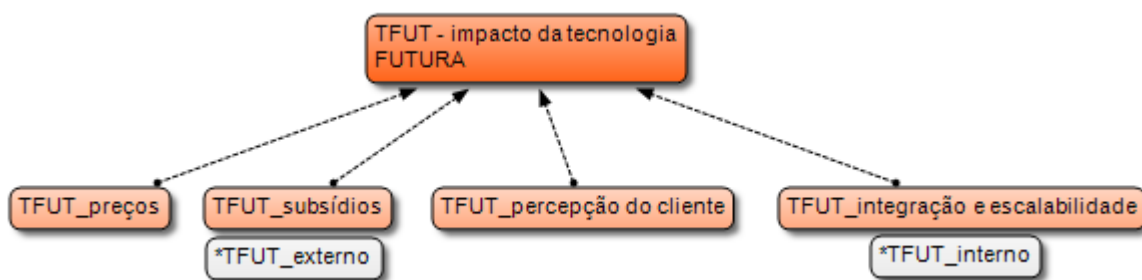 TFUT - impacto da tecnologia
FUTURA
TFUT_preços
TFUT_subsídios
TFUT_percepção do cliente
TFUT_integração e escalabilidade
*TFUT_externo
*TFUT_interno